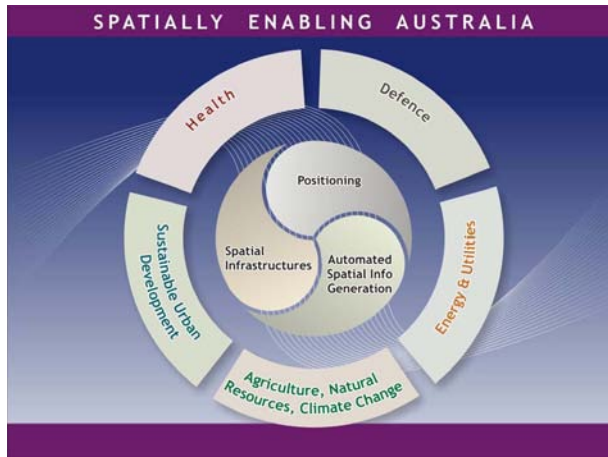 SPATIALLY ENABLING AUSTRALIA
Health
Defence
Positioning
Spatial
Infrastructures
Automated
Spatial Info
Generation
Sustainable Urban
Development
Energy & Utilities
Agriculture, Natural
Resources, Climate Change